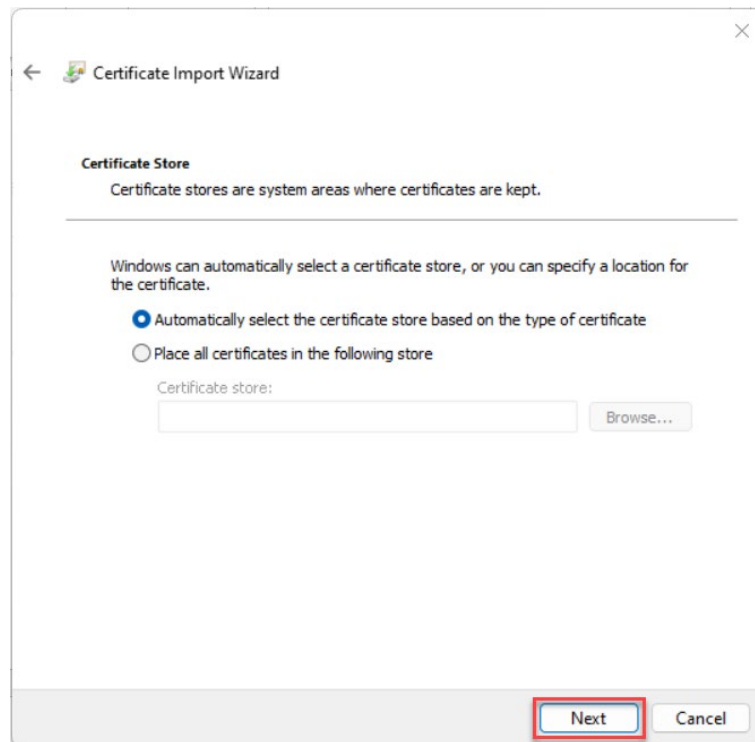 Certificate Import Wizard
Certificate Store
Certificate stores are system areas where certificates are kept.
Windows can automatically select a certificate store, or you can specify a location for
the certificate.
Automatically select the certificate store based on the type of certificate
Place all certificates in the following store
Certificate store:
Browse...
Next Cancel